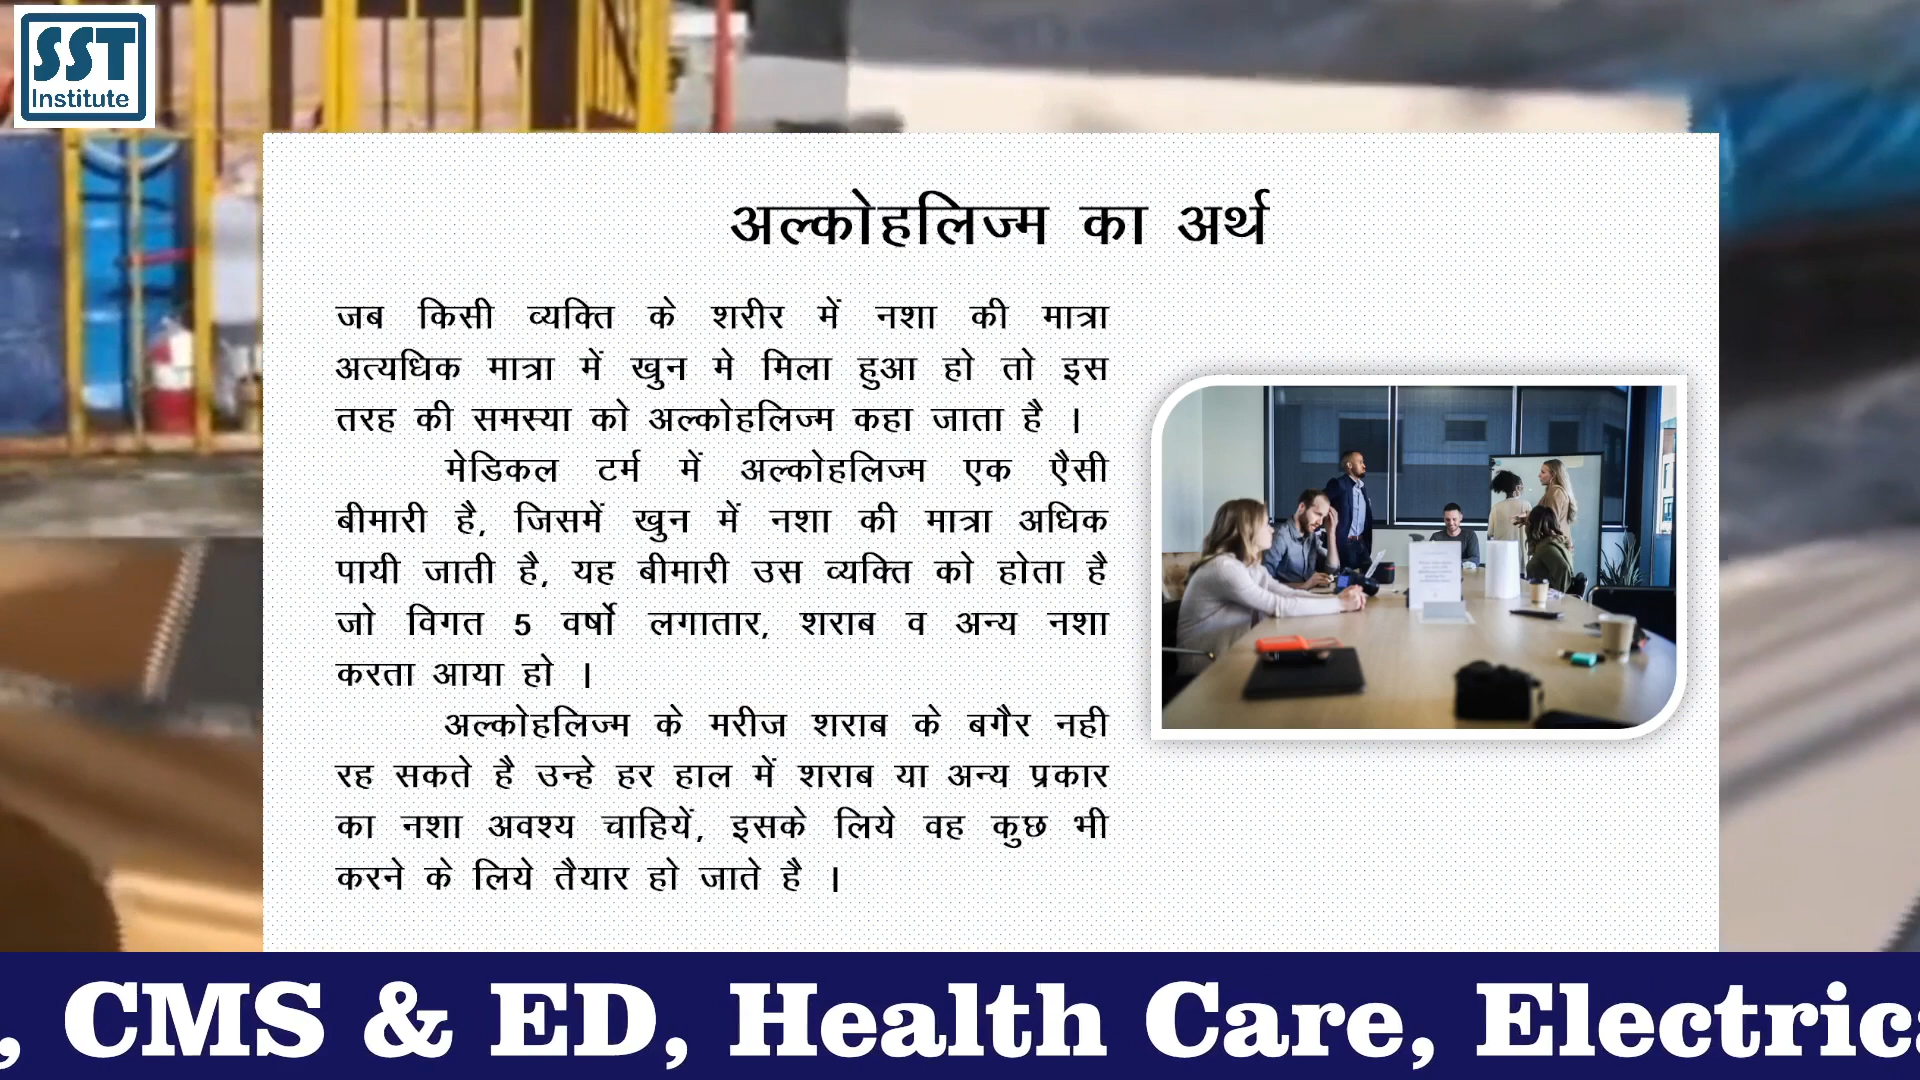 SST
Institute
अल्कोहलिज्म का अर्थ
जब किसी व्यक्ति के शरीर में नशा की मात्रा
अत्यधिक मात्रा में खुन मे मिला हुआ हो तो इस
तरह की समस्या को अल्कोहलिज्म कहा जाता है ।
मेडिकल टर्म में अल्कोहलिज्म एक एैसी
बीमारी है, जिसमें खुन में नशा की मात्रा अधिक
पायी जाती है, यह बीमारी उस व्यक्ति को होता है
जो विगत 5 वर्षो लगातार, शराब व अन्य नशा
करता आया हो ।
अल्कोहलिज्म के मरीज शराब के बगैर नही
रह सकते है उन्हे हर हाल में शराब या अन्य प्रकार
का नशा अवश्य चाहियें, इसके लिये वह कुछ भी
करने के लिये तैयार हो जाते है ।
, CMS & ED, Health Care, Electrica